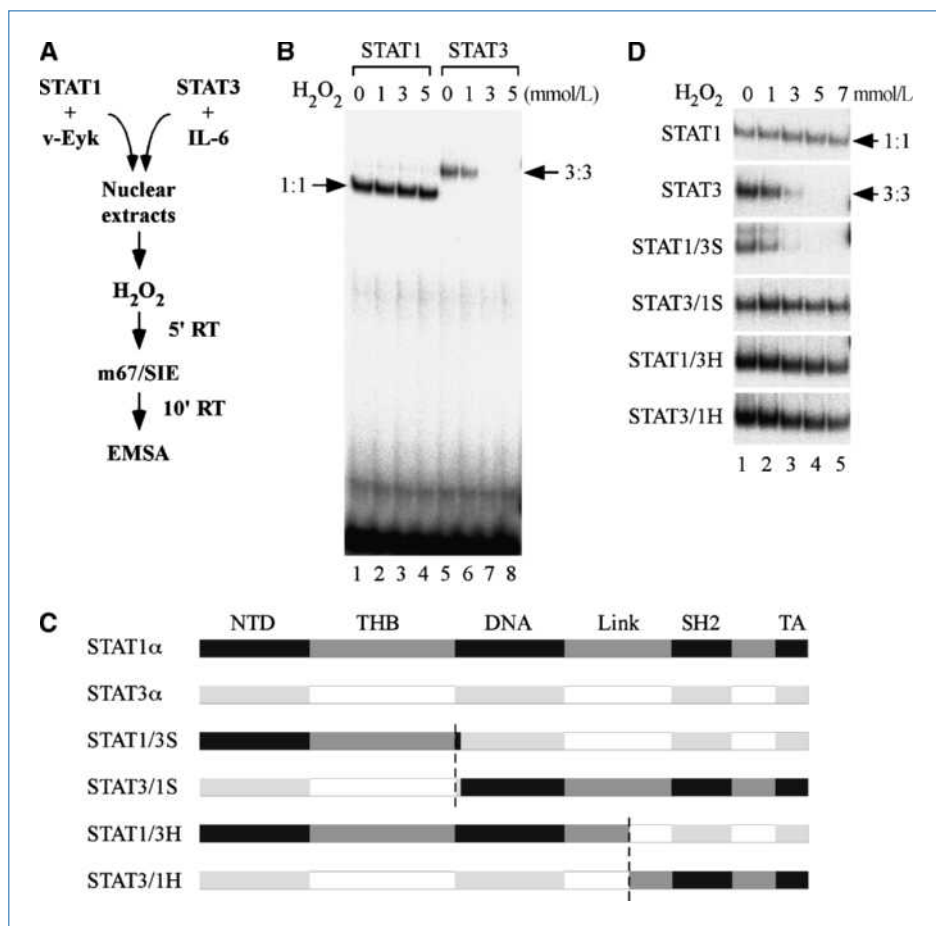 A
STAT1 STAT3
+ +
v-Eyk IL-6
Nuclear
extracts
H₂O₂
5' RT
m67/SIE
10' RT
EMSA
B
STAT1 STAT3
H₂O₂ 0 1 3 5 0 1 3 5 (mmol/L)
1:1 3:3
1 2 3 4 5 6 7 8
D
H₂O₂ 0 1 3 5 7 mmol/L
STAT1 1:1
STAT3 3:3
STAT1/3S
STAT3/1S
STAT1/3H
STAT3/1H
1 2 3 4 5
C
NTD THB DNA Link SH2 TA
STAT1α
STAT3α
STAT1/3S
STAT3/1S
STAT1/3H
STAT3/1H